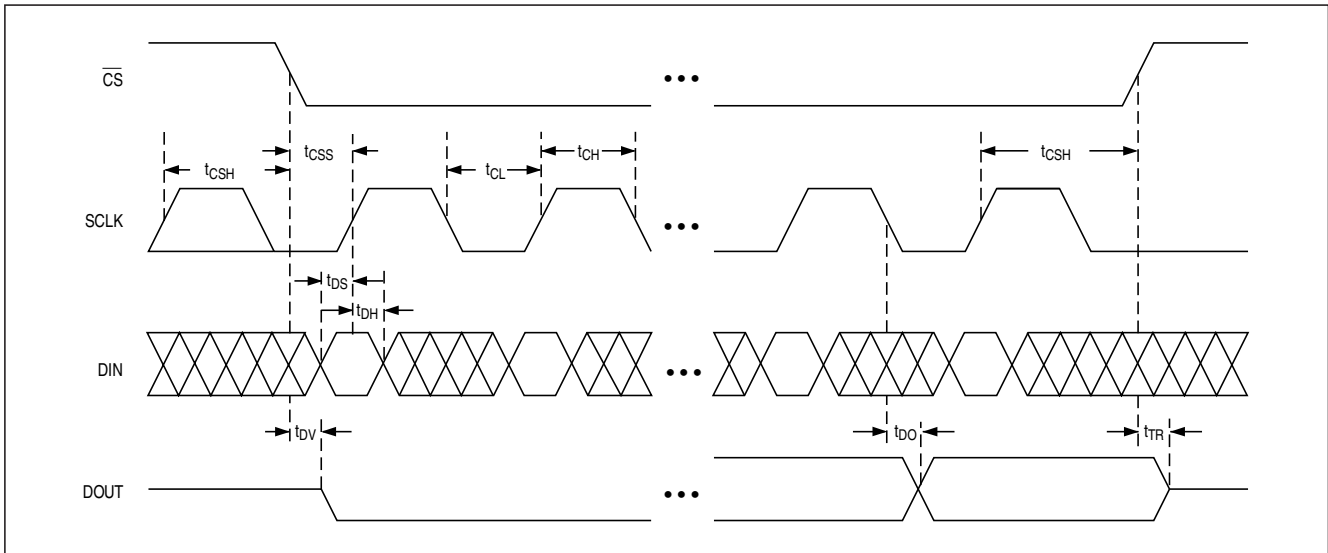 CS
tCSS
tCH
tCSH
tCL
tCSH
SCLK
tDS
tDH
DIN
tDV
tDO
tTR
DOUT